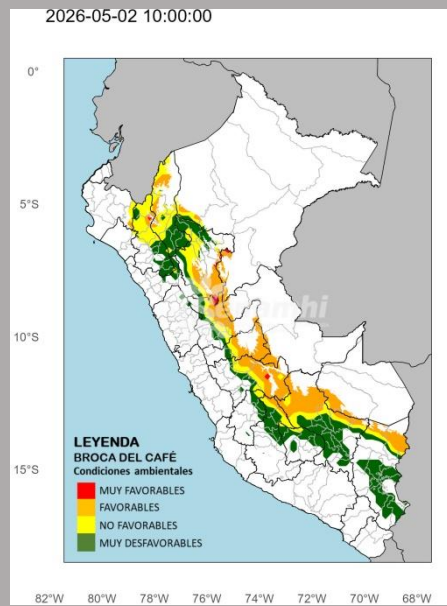 2026-05-02 10:00:00
0°
5°S
10°S
15°S
senamhi
LEYENDA
BROCA DEL CAFÉ
Condiciones ambientales
MUY FAVORABLES
FAVORABLES
NO FAVORABLES
MUY DESFAVORABLES
82°W 80°W 78°W 76°W 74°W 72°W 70°W 68°W